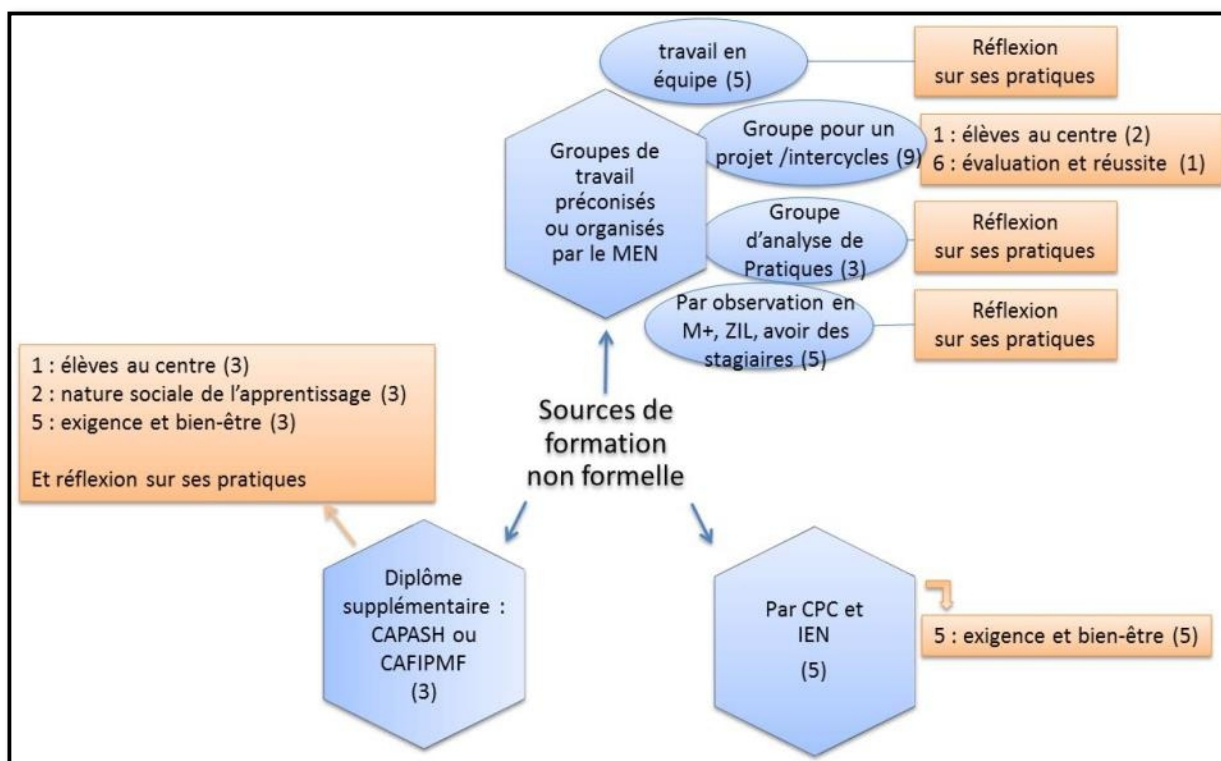 travail en
équipe (5)
Réflexion
sur ses pratiques
Groupes de
travail
préconisés
ou organisés
par le MEN
Groupe pour un
projet /intercycles (9)
1 : élèves au centre (2)
6 : évaluation et réussite (1)
Groupe
d’analyse de
Pratiques (3)
Réflexion
sur ses pratiques
Par observation en
M+, ZIL, avoir des
stagiaires (5)
Réflexion
sur ses pratiques
1 : élèves au centre (3)
2 : nature sociale de l’apprentissage (3)
5 : exigence et bien-être (3)
Et réflexion sur ses pratiques
Sources de
formation
non formelle
Diplôme
supplémentaire :
CAPASH ou
CAFIPMF
(3)
Par CPC et
IEN
(5)
5 : exigence et bien-être (5)